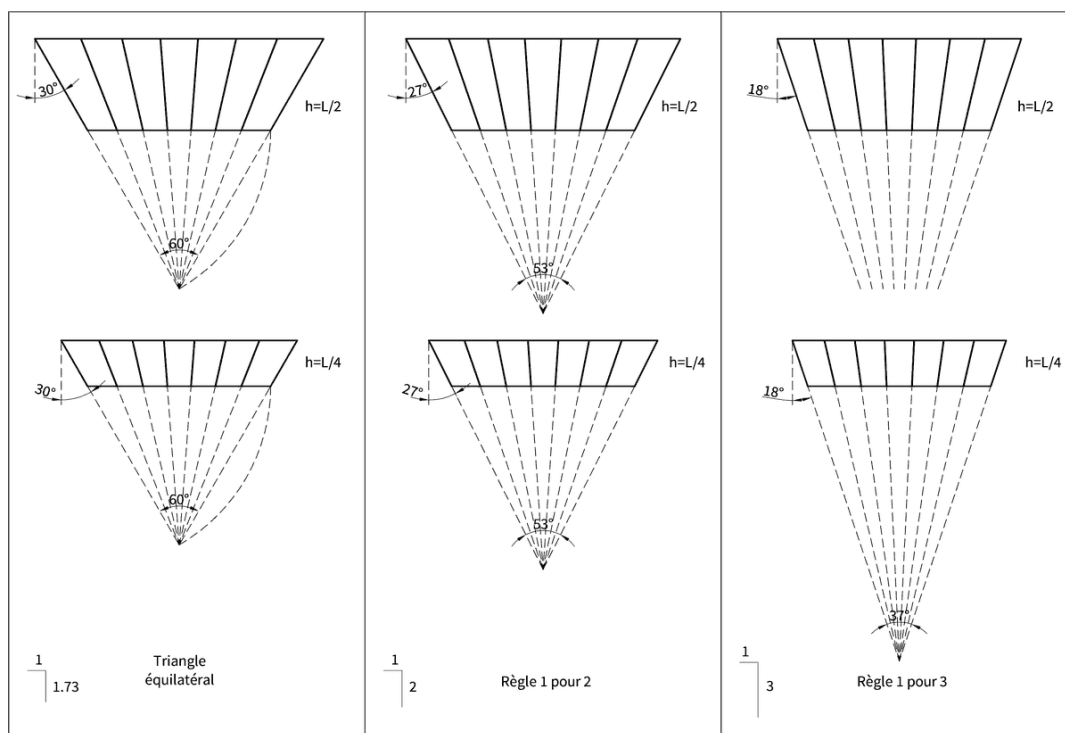 30°
h=L/2
60°
30°
h=L/4
60°
1
1.73
Triangle
équilatéral
27°
h=L/2
53°
27°
h=L/4
53°
1
2
Règle 1 pour 2
18°
h=L/2
18°
h=L/4
37°
1
3
Règle 1 pour 3